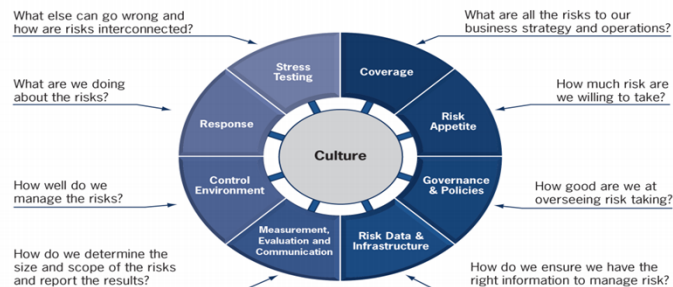 What else can go wrong and
how are risks interconnected?
What are all the risks to our
business strategy and operations?
Stress
Testing
Coverage
What are we doing
about the risks?
How much risk are
we willing to take?
Response
Risk
Appetite
Culture
Control
Environment
Governance
& Policies
How well do we
manage the risks?
How good are we at
overseeing risk taking?
Measurement,
Evaluation and
Communication
Risk Data &
Infrastructure
How do we determine the
size and scope of the risks
and report the results?
How do we ensure we have the
right information to manage risk?